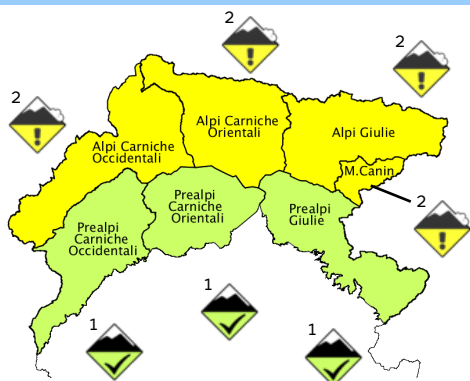 2
2
2
Alpi Carniche
Orientali
Alpi Giulie
Alpi Carniche
Occidentali
M.Canin
Prealpi
Carniche
Orientali
2
Prealpi
Giulie
Prealpi
Carniche
Occidentali
1
1
1